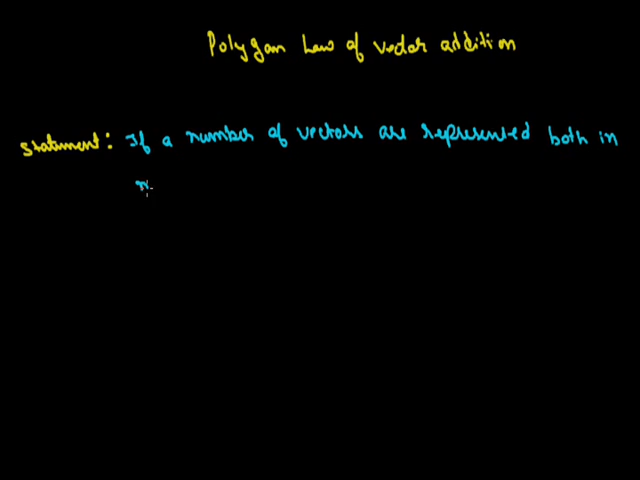 Polygon Law of vector addition
Statement: If a number of vectors are represented both in
m